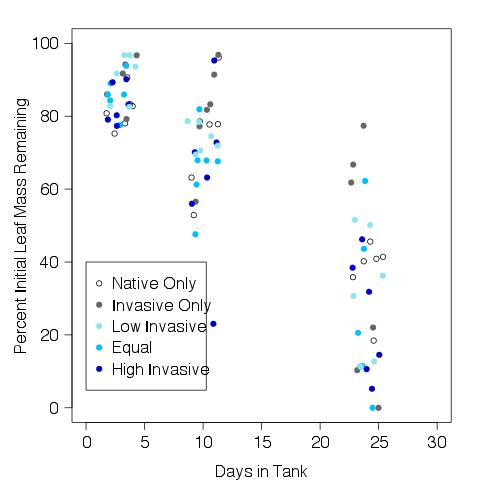 Percent Initial Leaf Mass Remaining
100
80
60
40
20
0
Native Only
Invasive Only
Low Invasive
Equal
High Invasive
0 5 10 15 20 25 30
Days in Tank